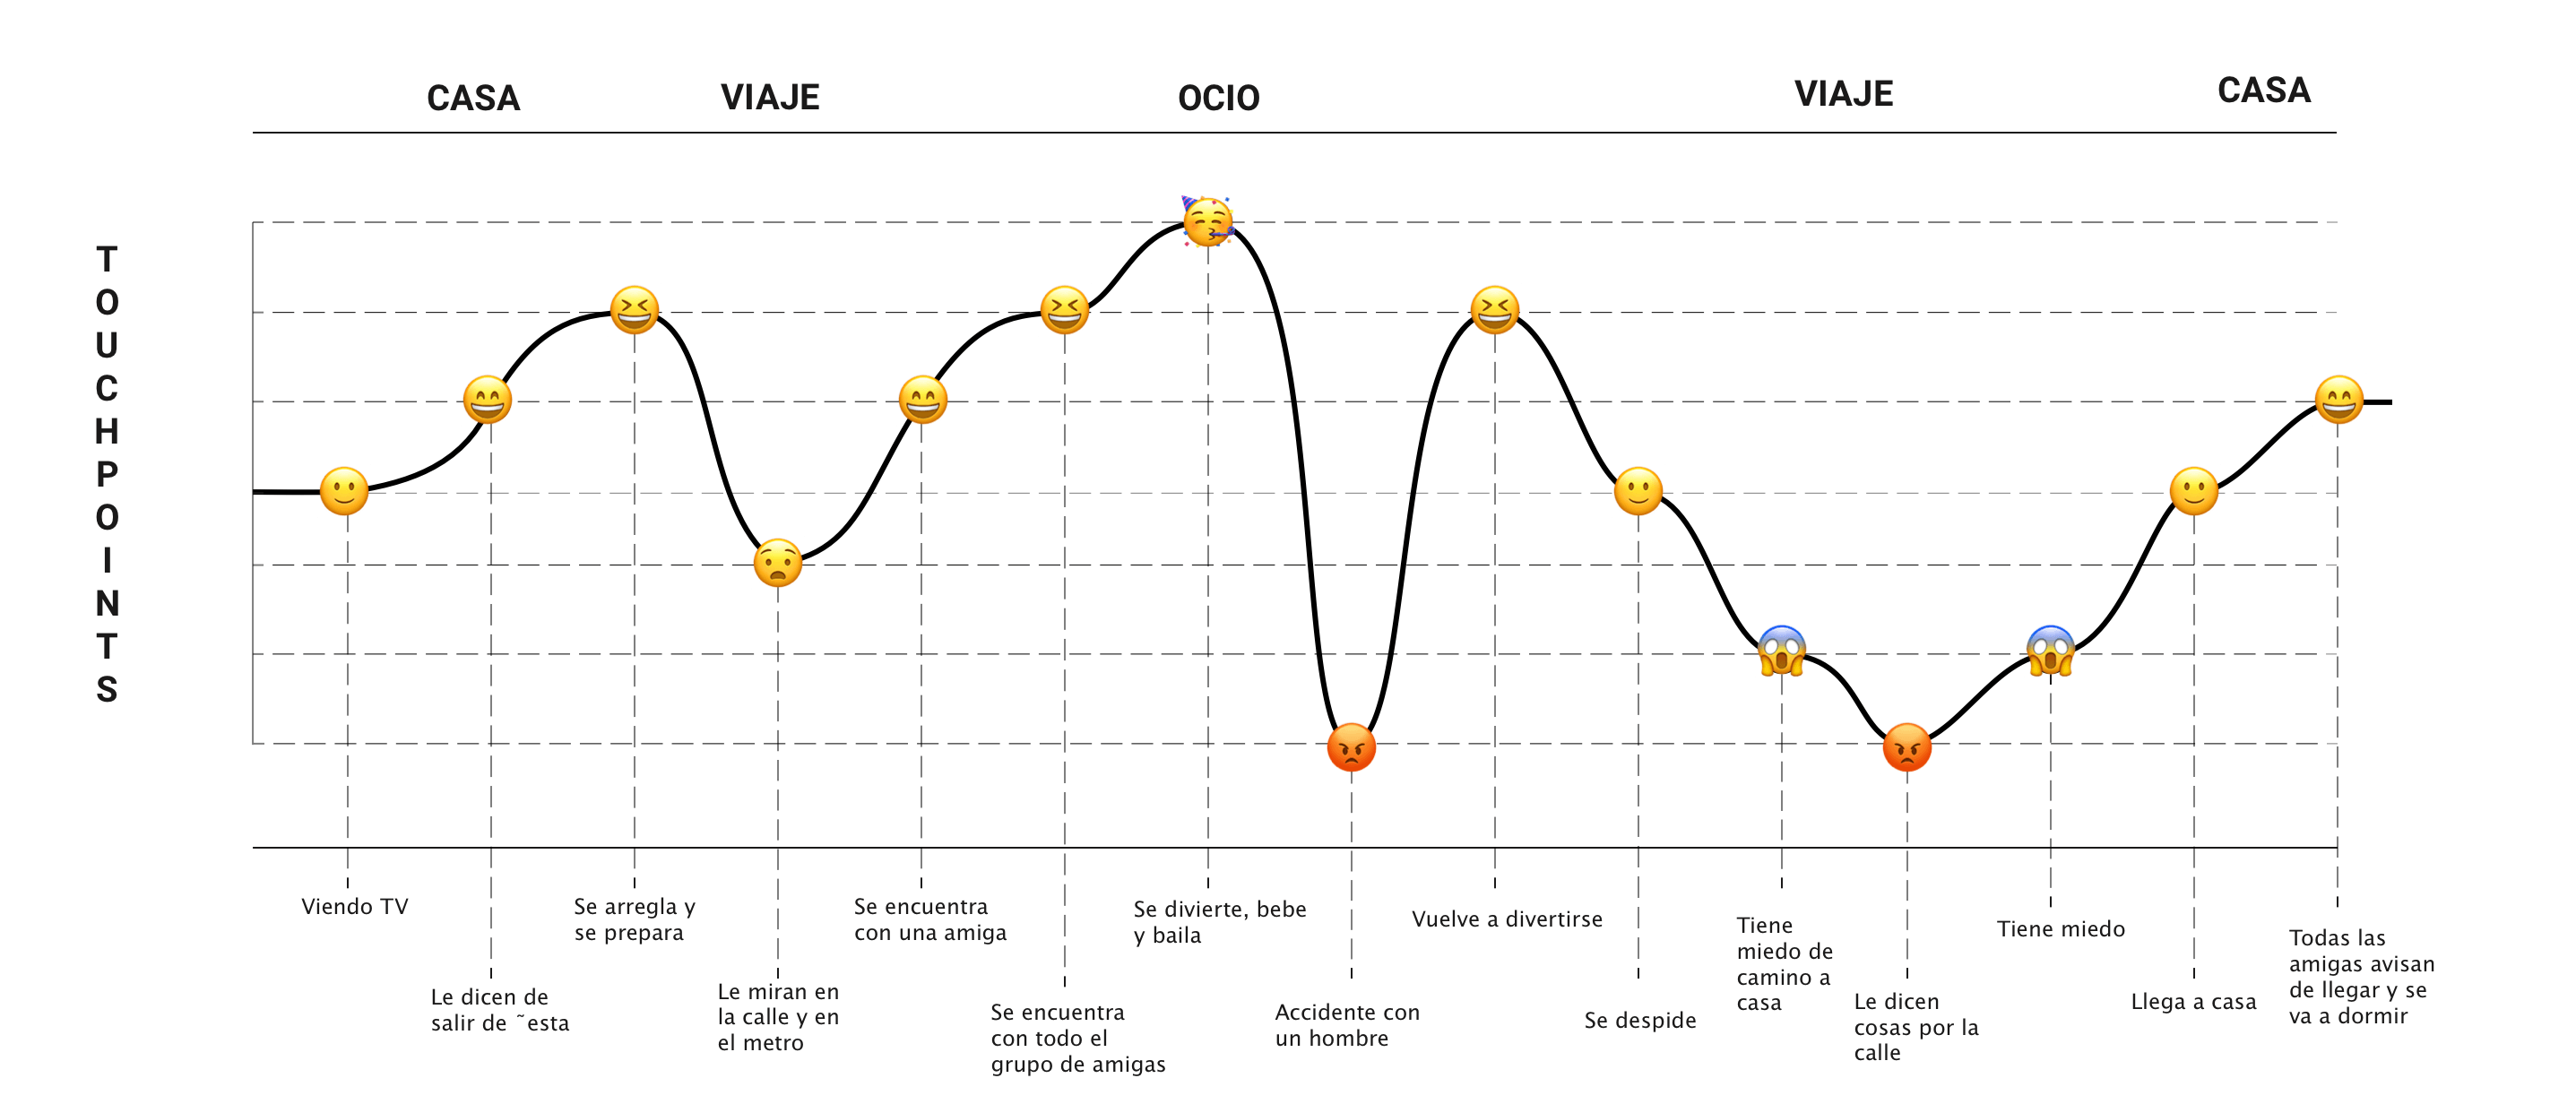 CASA
VIAJE
OCIO
VIAJE
CASA
TOUCHPOINTS
Viendo TV
Le dicen de
salir de ˜esta
Se arregla y
se prepara
Le miran en
la calle y en
el metro
Se encuentra
con una amiga
Se encuentra
con todo el
grupo de amigas
Se divierte, bebe
y baila
Accidente con
un hombre
Vuelve a divertirse
Se despide
Tiene
miedo de
camino a
casa
Le dicen
cosas por la
calle
Tiene miedo
Llega a casa
Todas las
amigas avisan
de llegar y se
va a dormir